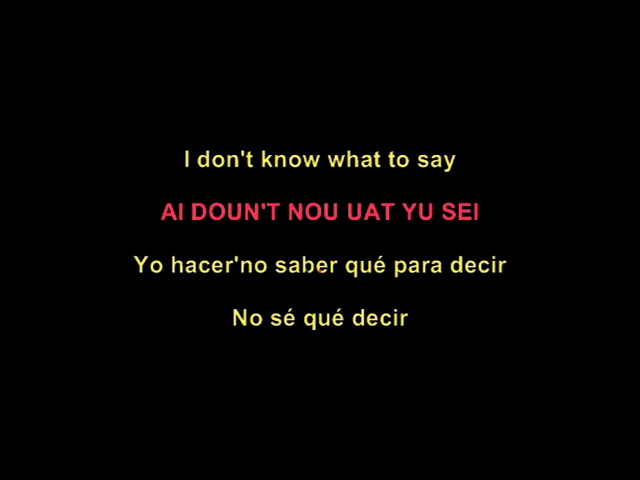 I don't know what to say
AI DOUN'T NOU UAT YU SEI
Yo hacer'no saber qué para decir
No sé qué decir